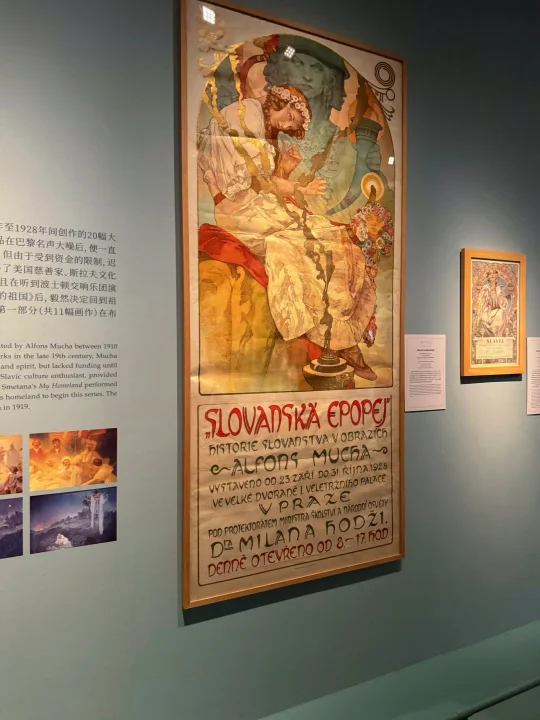 至1928年间创作的20幅大
品在巴黎名声大噪后,便一直
但由于受到资金的限制,迟
了美国慈善家、斯拉夫文化
且在听到波士顿交响乐团演
的祖国》后,毅然决定回到祖
第一部分(共11幅画作)在布
ted by Alfons Mucha between 1910
rks in the late 19th century, Mucha
and spirit, but lacked funding until
Slavic culture enthusiast, provided
Smetana's My Homeland performed
s homeland to begin this series. The
in 1919.
„SLOVANSKÁ EPOPEJ"
HISTORIE SLOVANSTVA V OBRAZÍCH
ALFONS MUCHA
VYSTAVENO OD 23 ZÁŘÍ DO 31 ŘÍJNA 1928
VE VELKÉ DVORANĚ I. VELETRŽNÍHO PALÁCE
V PRAZE
POD PROTEKTORÁTEM MINISTRA ŠKOLSTVÍ A NÁRODNÍ OSVĚTY
DRA MILANA HODŽI.
DENNĚ OTEVŘENO OD 8–17. HOD.
SLAVIE